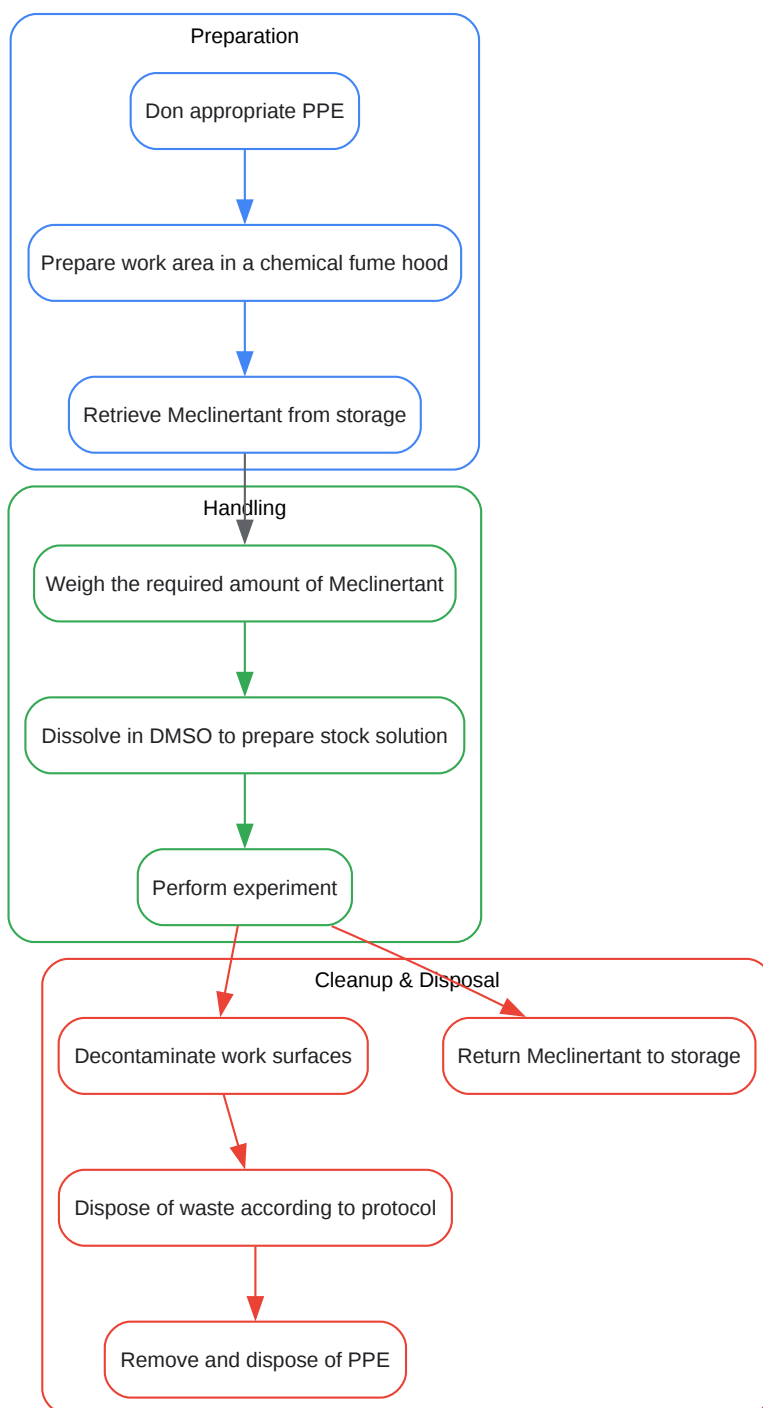 Preparation
Don appropriate PPE
Prepare work area in a chemical fume hood
Retrieve Meclinertant from storage
Handling
Weigh the required amount of Meclinertant
Dissolve in DMSO to prepare stock solution
Perform experiment
Cleanup & Disposal
Decontaminate work surfaces
Return Meclinertant to storage
Dispose of waste according to protocol
Remove and dispose of PPE